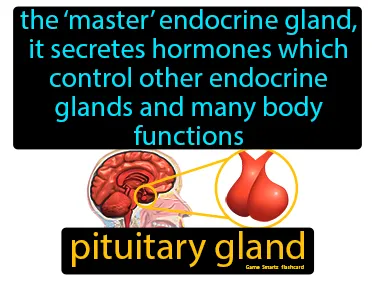 the ‘master’ endocrine gland,
it secretes hormones which
control other endocrine
glands and many body
functions
pituitary gland
Game Smartz flashcard